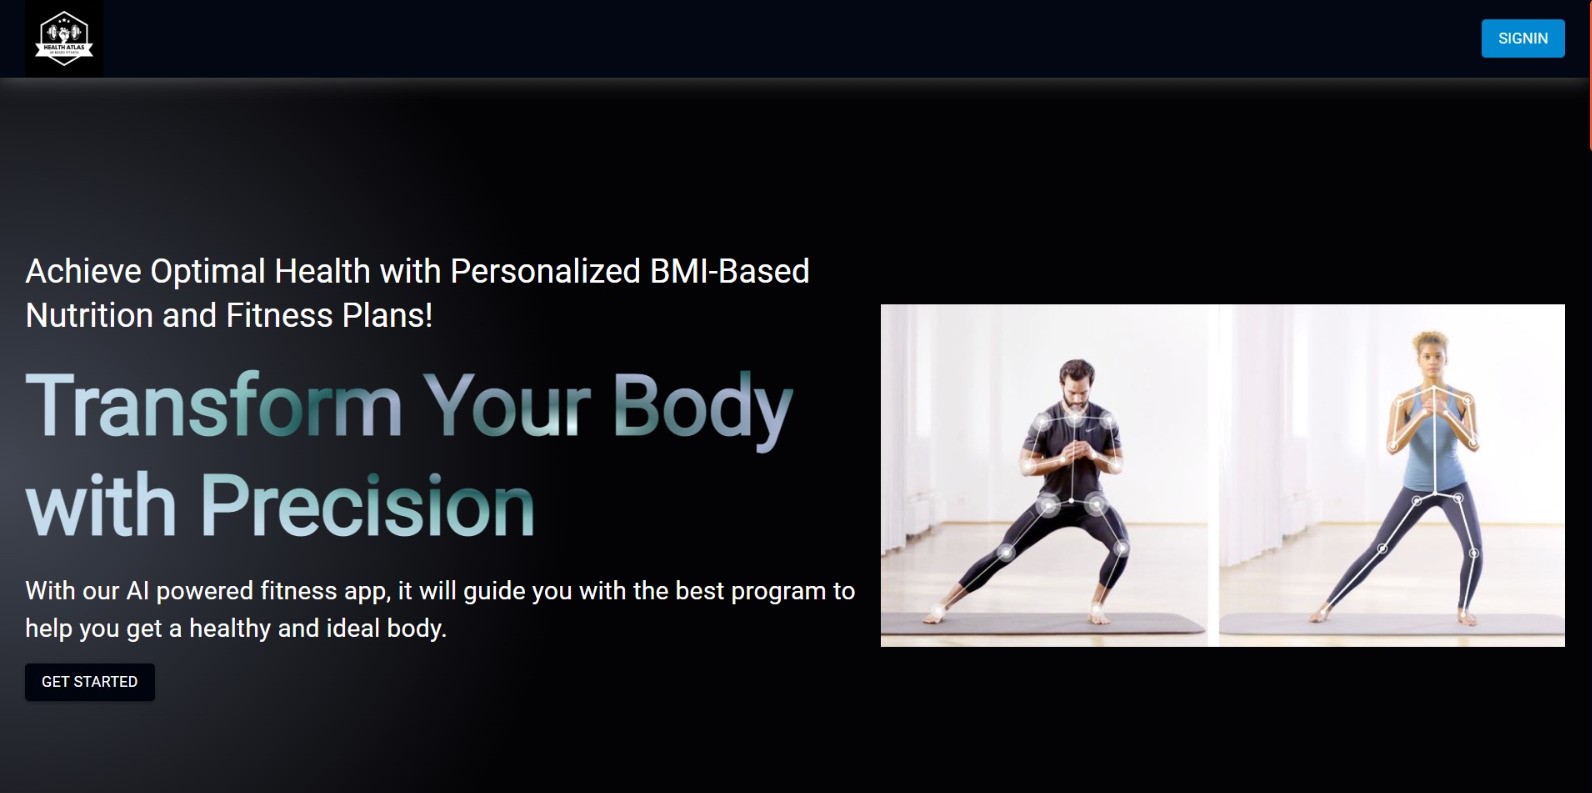 HEALTH ATLAS
SIGNIN
Achieve Optimal Health with Personalized BMI-Based
Nutrition and Fitness Plans!
Transform Your Body
with Precision
With our AI powered fitness app, it will guide you with the best program to
help you get a healthy and ideal body.
GET STARTED